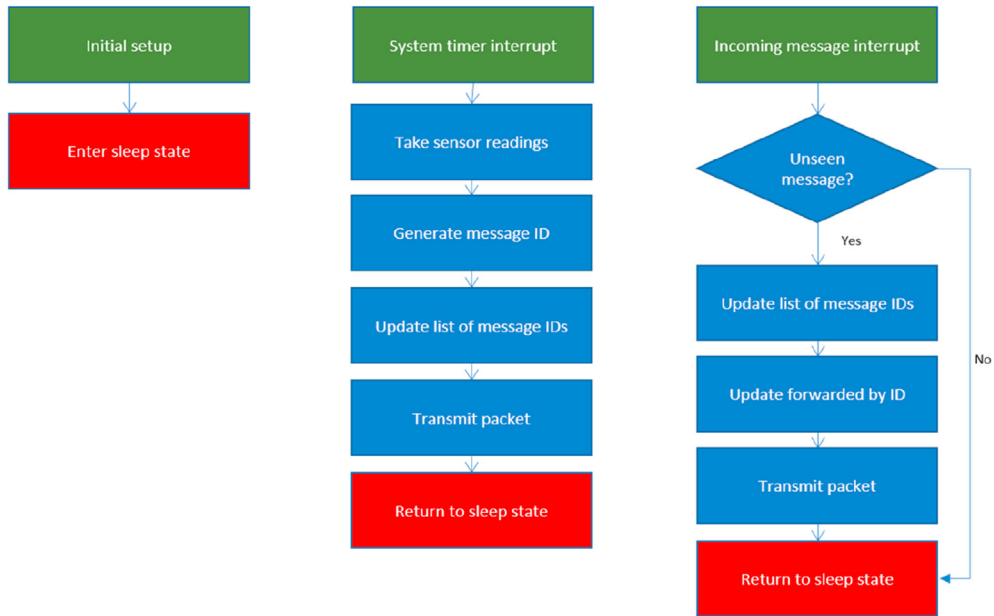 Initial setup
Enter sleep state
System timer interrupt
Take sensor readings
Generate message ID
Update list of message IDs
Transmit packet
Return to sleep state
Incoming message interrupt
Unseen
message?
Yes
No
Update list of message IDs
Update forwarded by ID
Transmit packet
Return to sleep state